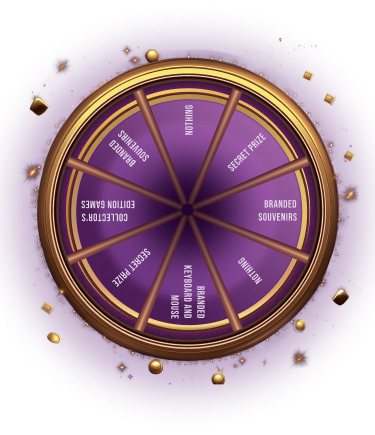 NOTHING
SECRET PRIZE
BRANDED
SOUVENIRS
NOTHING
BRANDED
KEYBOARD AND
MOUSE
SECRET PRIZE
COLLECTOR'S
EDITION GAMES
BRANDED
SOUVENIRS